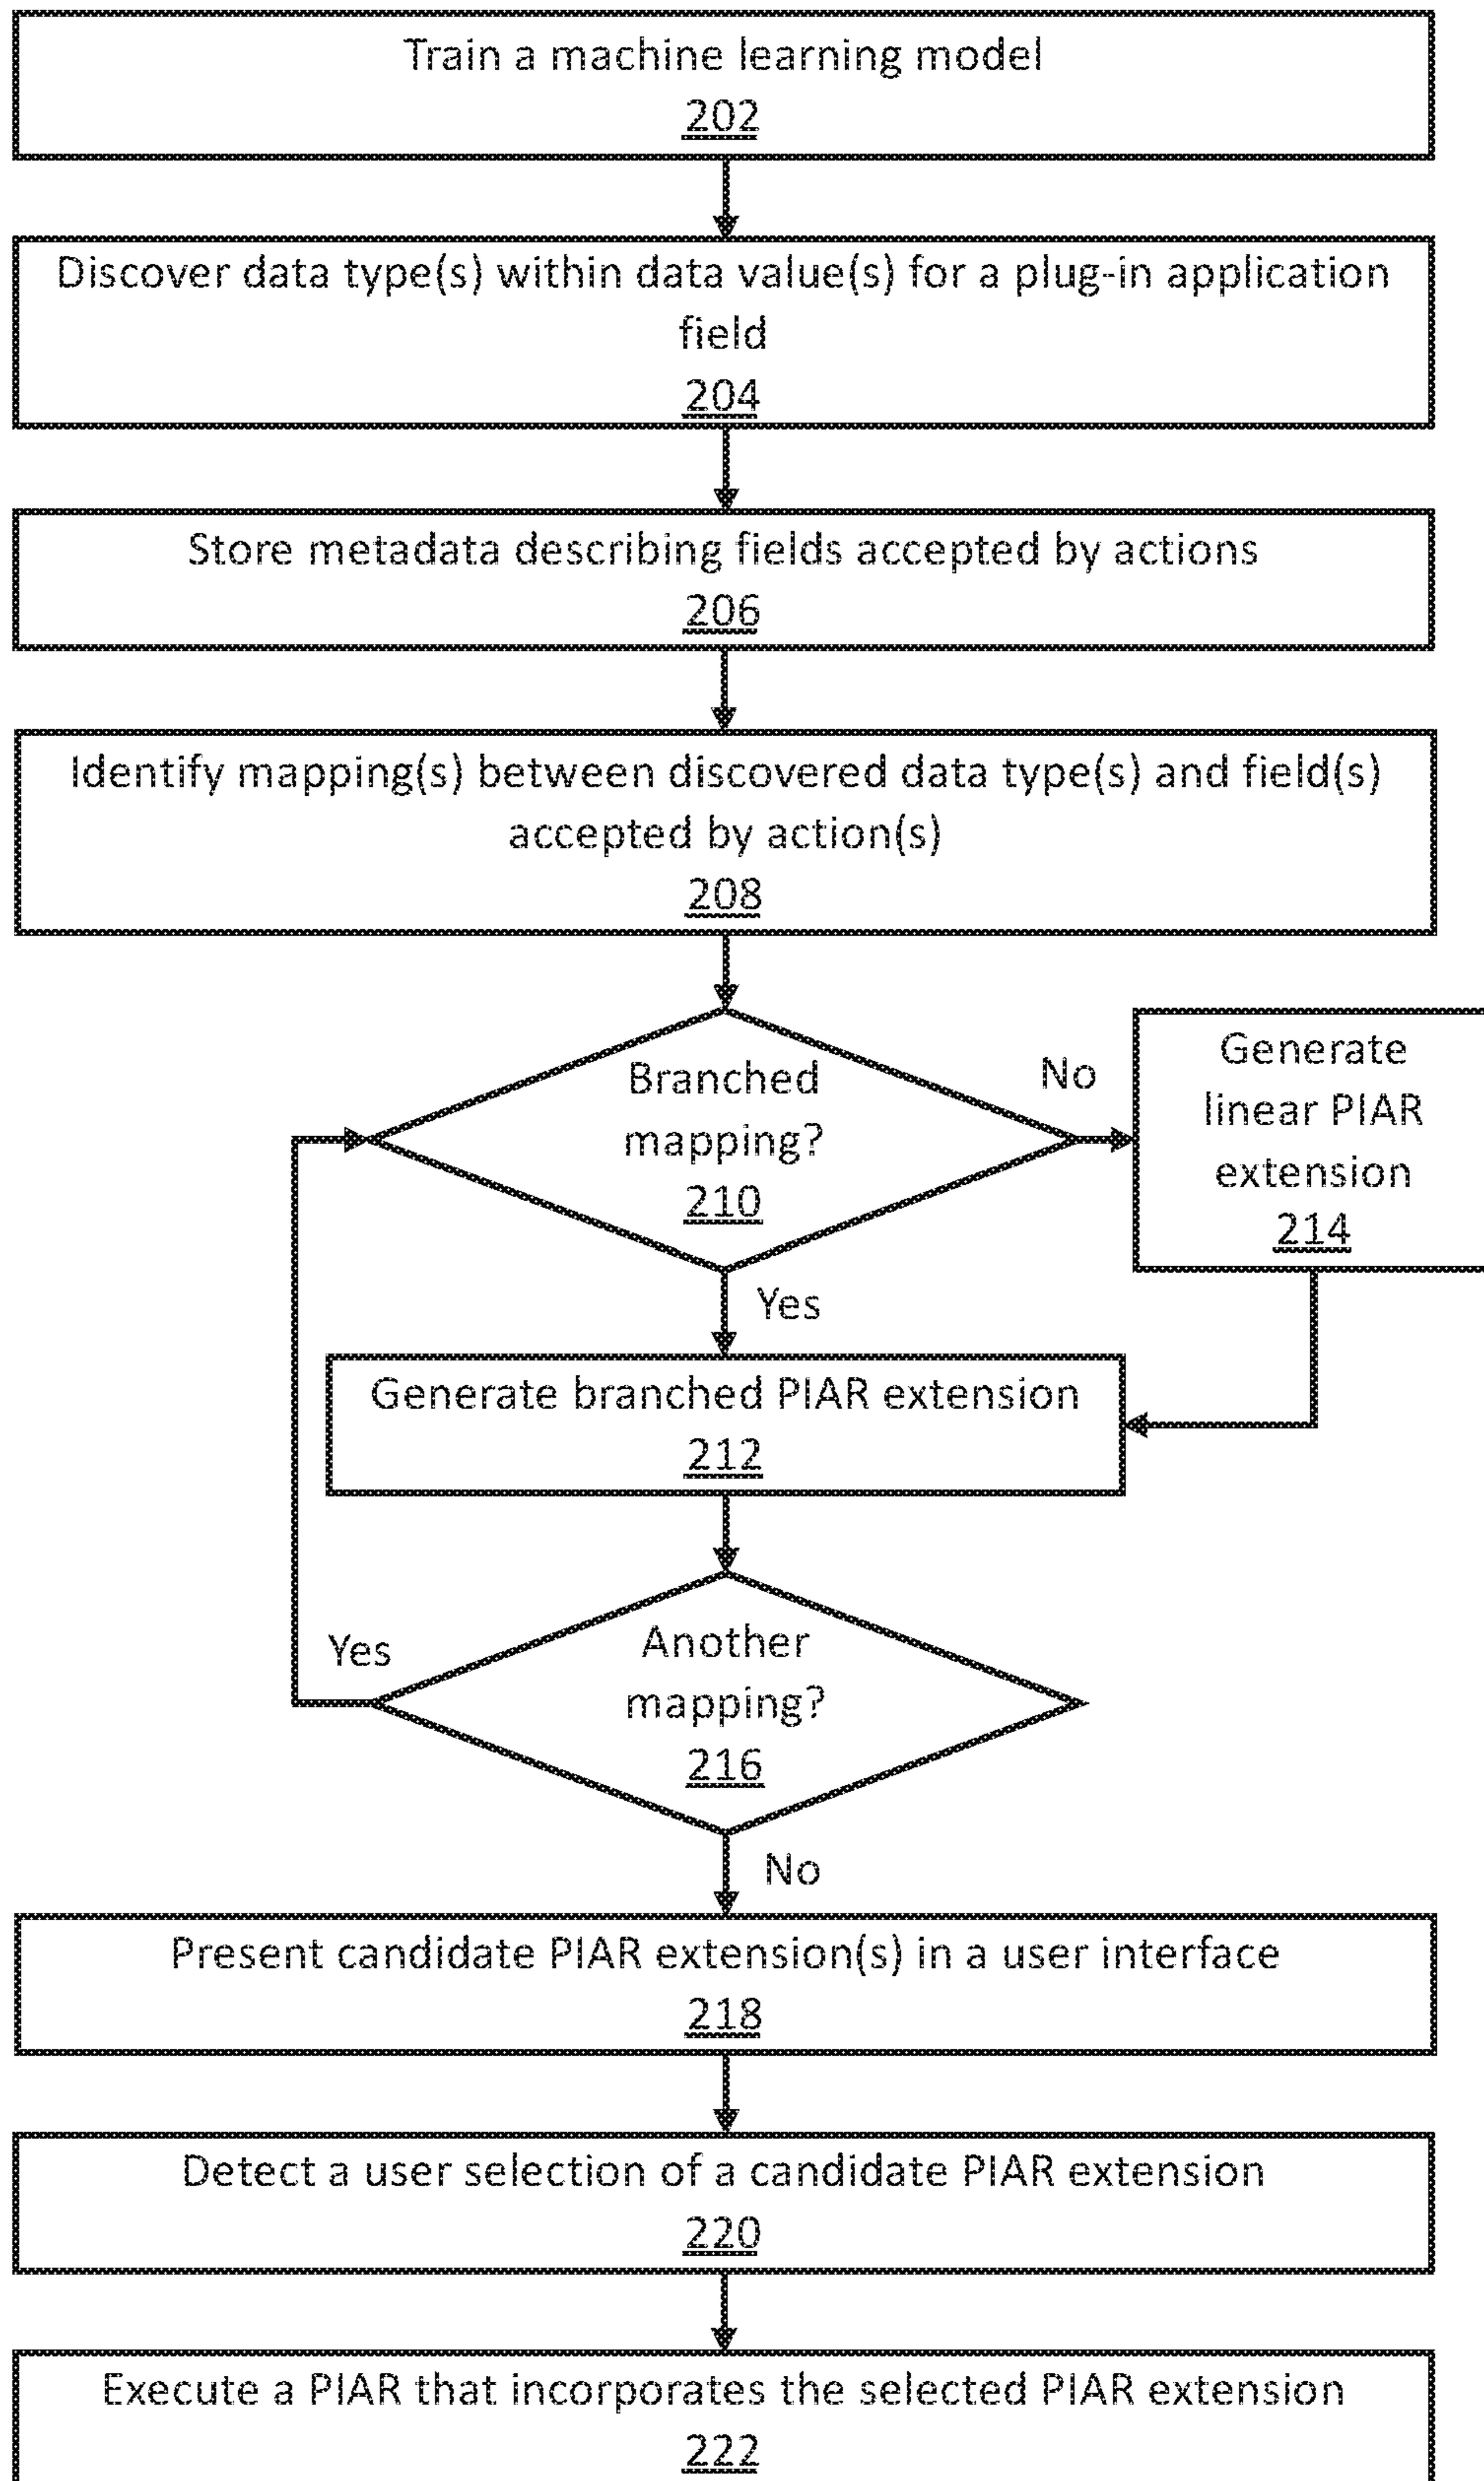 Train a machine learning model
202
Discover data type(s) within data value(s) for a plug-in application
field
204
Store metadata describing fields accepted by actions
206
Identify mapping(s) between discovered data type(s) and field(s)
accepted by action(s)
208
Branched
mapping?
210
No
Generate
linear PIAR
extension
214
Yes
Generate branched PIAR extension
212
Another
mapping?
216
Yes
No
Present candidate PIAR extension(s) in a user interface
218
Detect a user selection of a candidate PIAR extension
220
Execute a PIAR that incorporates the selected PIAR extension
222